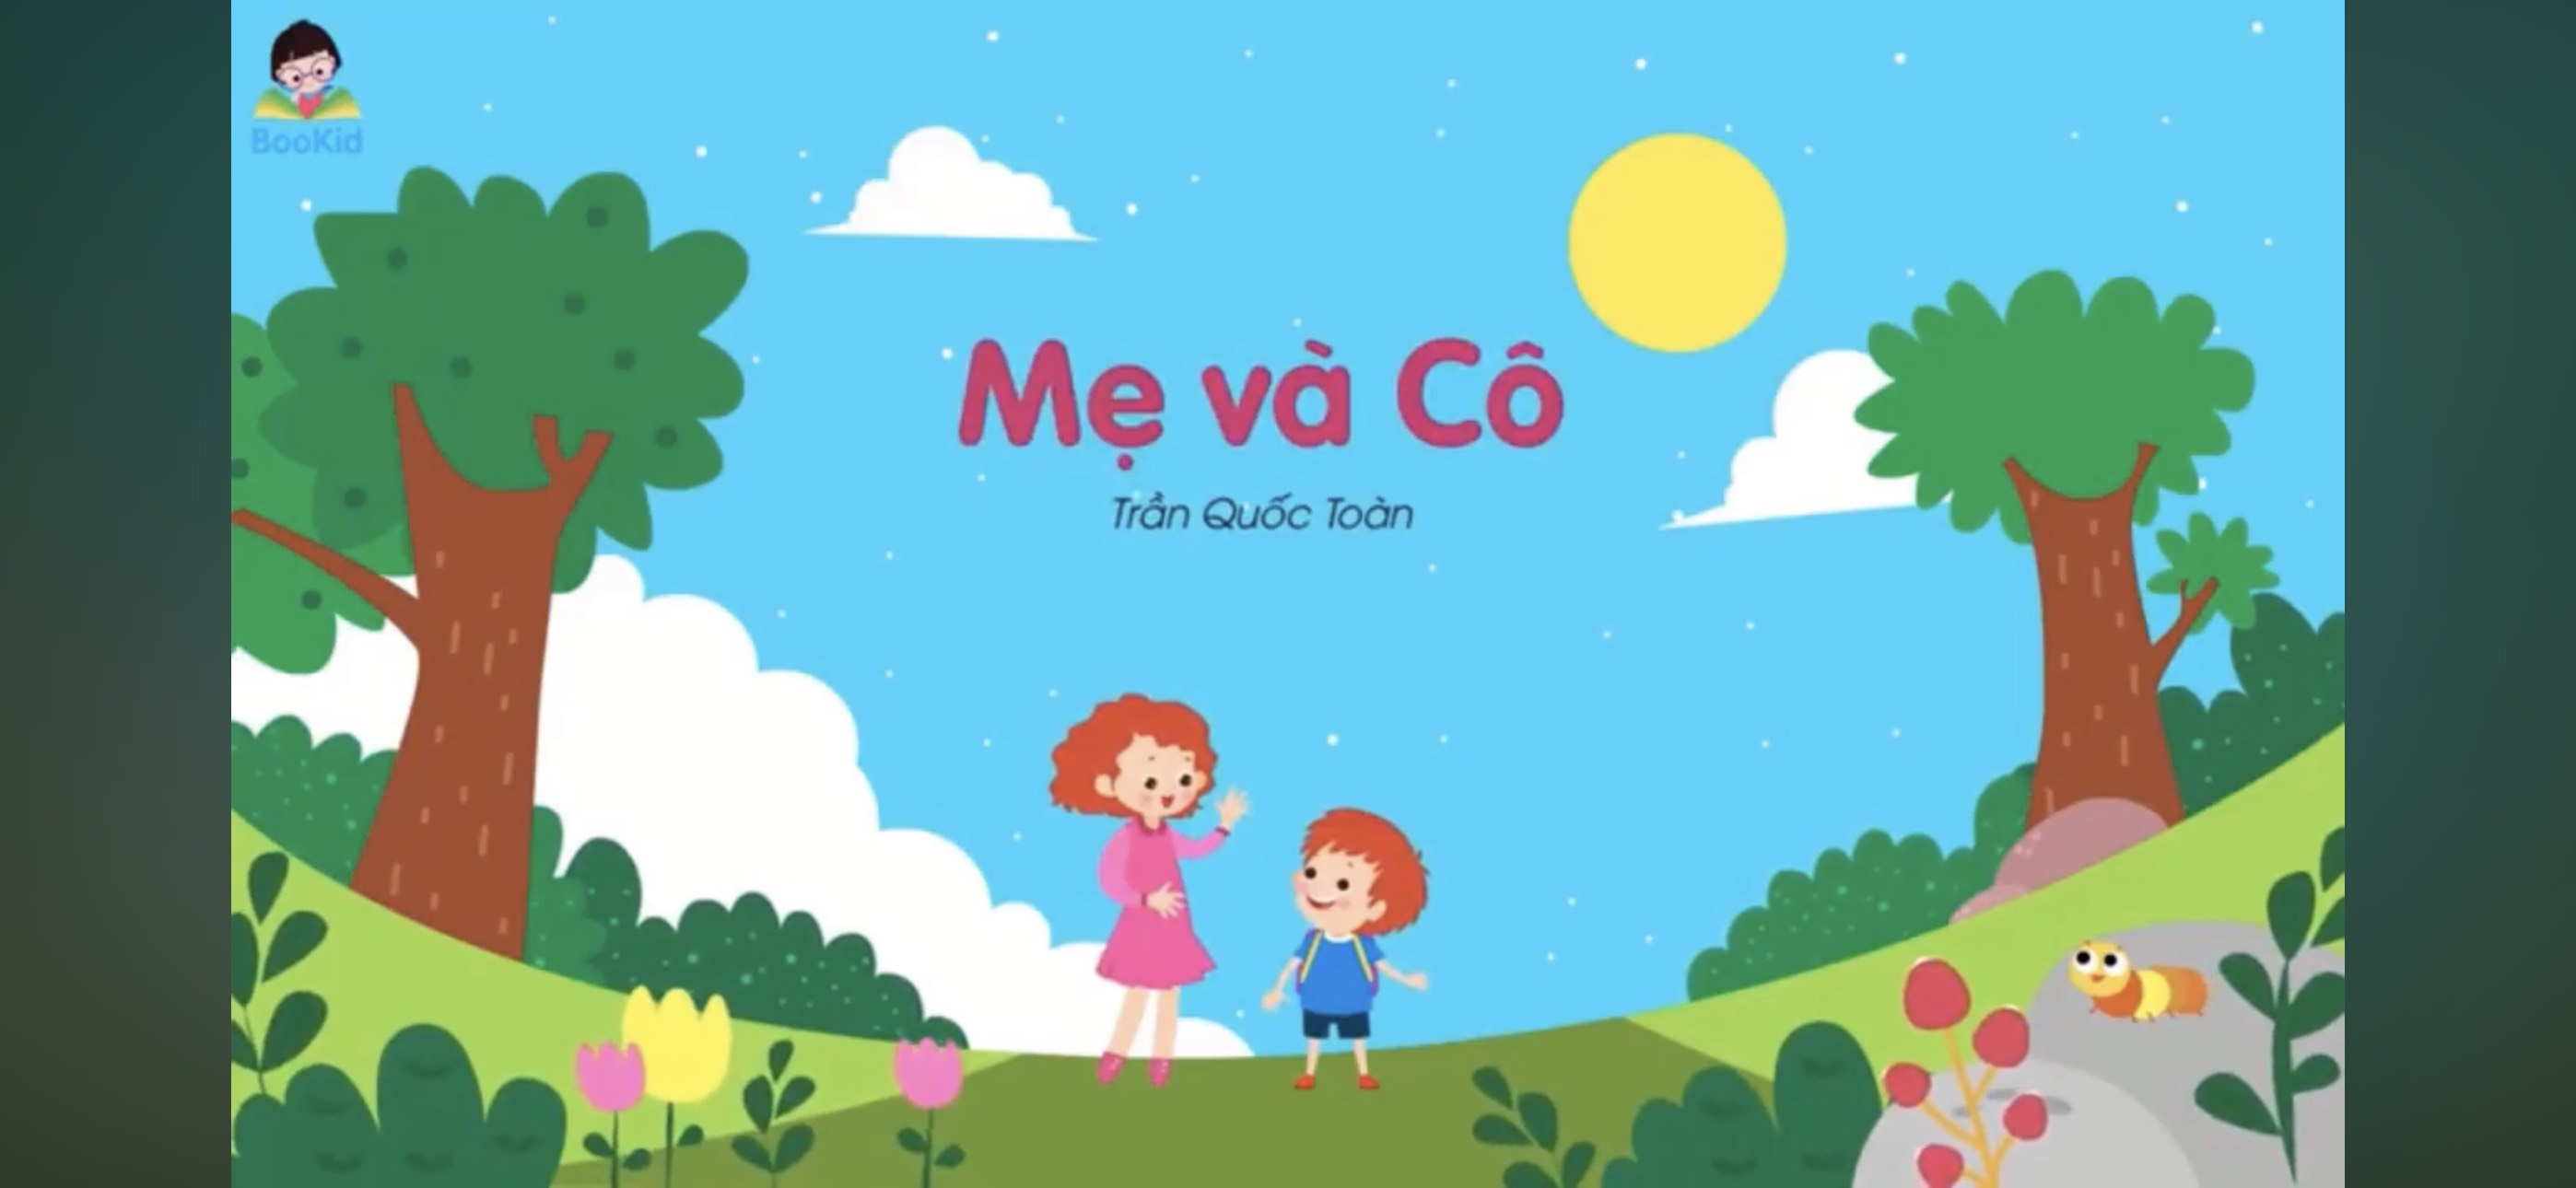 BooKid
Mẹ và Cô
Trần Quốc Toàn